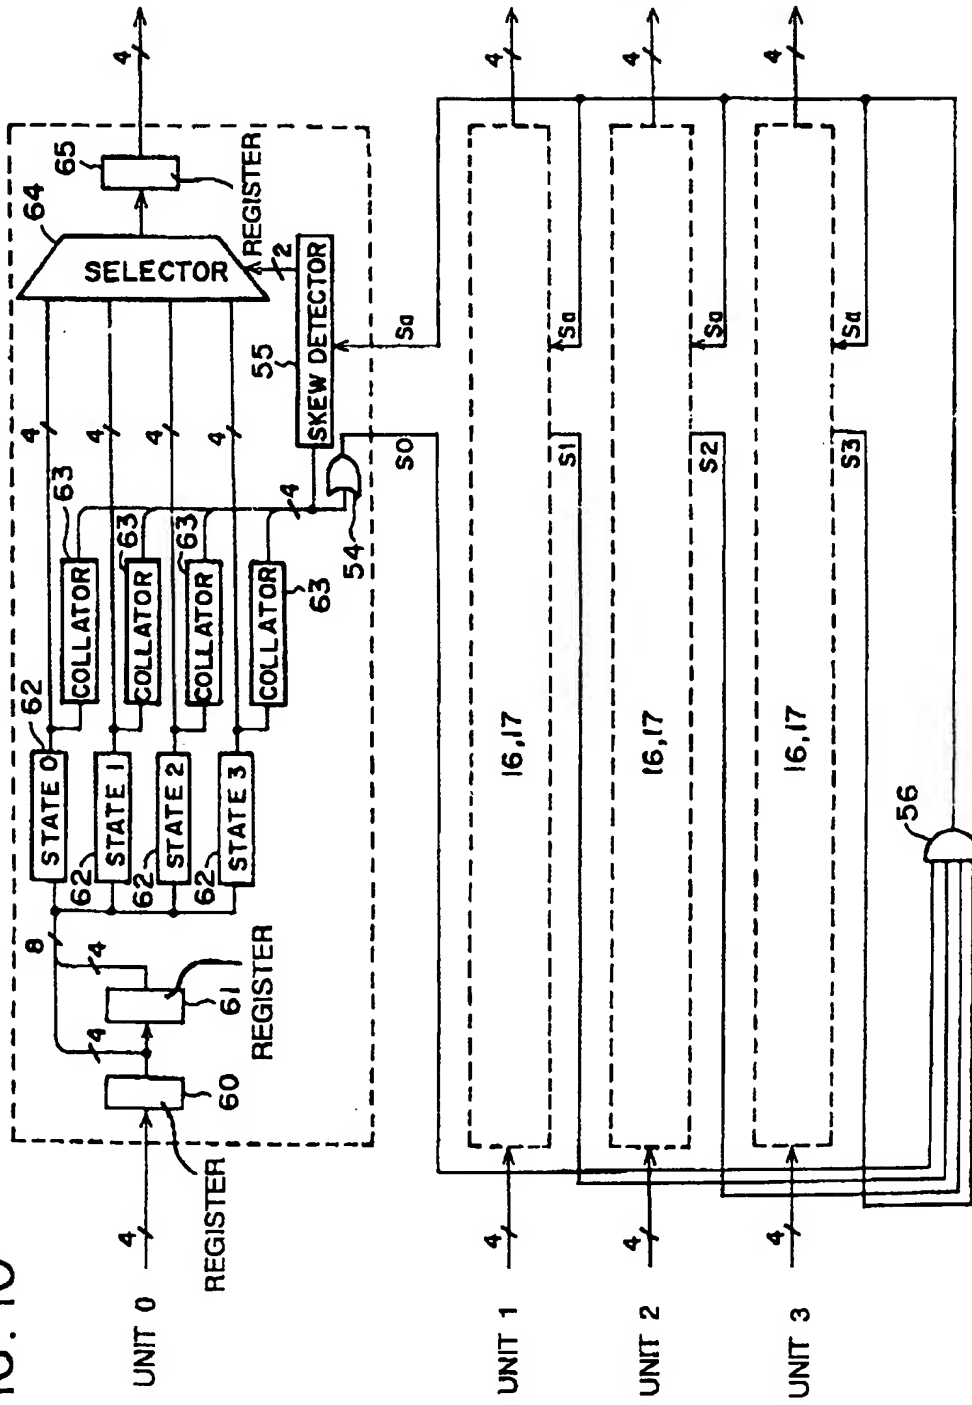 UNIT 0
4
REGISTER
60
4
61
REGISTER
4
8
STATE 0
62
STATE 1
62
STATE 2
62
STATE 3
62
COLLATOR
63
COLLATOR
63
COLLATOR
63
COLLATOR
63
4
4
4
4
4
54
SKEW DETECTOR
55
2
SELECTOR
64
REGISTER
65
4
S0
Sa
UNIT 1
4
16,17
S1
Sa
4
UNIT 2
4
16,17
S2
Sa
4
UNIT 3
4
16,17
S3
Sa
4
56